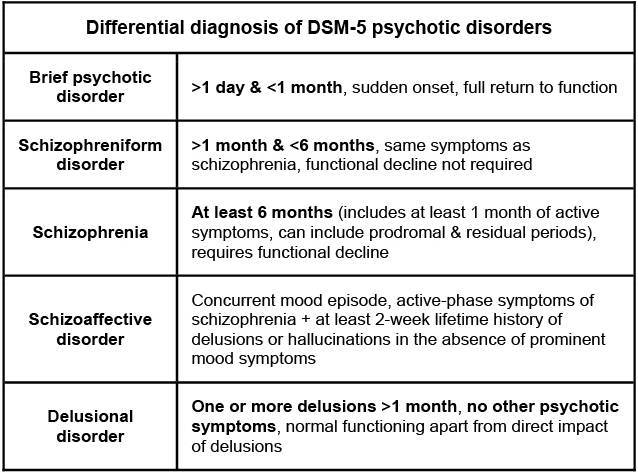 Differential diagnosis of DSM-5 psychotic disorders
Brief psychotic
disorder
>1 day & <1 month, sudden onset, full return to function
Schizophreniform
disorder
>1 month & <6 months, same symptoms as
schizophrenia, functional decline not required
Schizophrenia
At least 6 months (includes at least 1 month of active
symptoms, can include prodromal & residual periods),
requires functional decline
Schizoaffective
disorder
Concurrent mood episode, active-phase symptoms of
schizophrenia + at least 2-week lifetime history of
delusions or hallucinations in the absence of prominent
mood symptoms
Delusional
disorder
One or more delusions >1 month, no other psychotic
symptoms, normal functioning apart from direct impact
of delusions